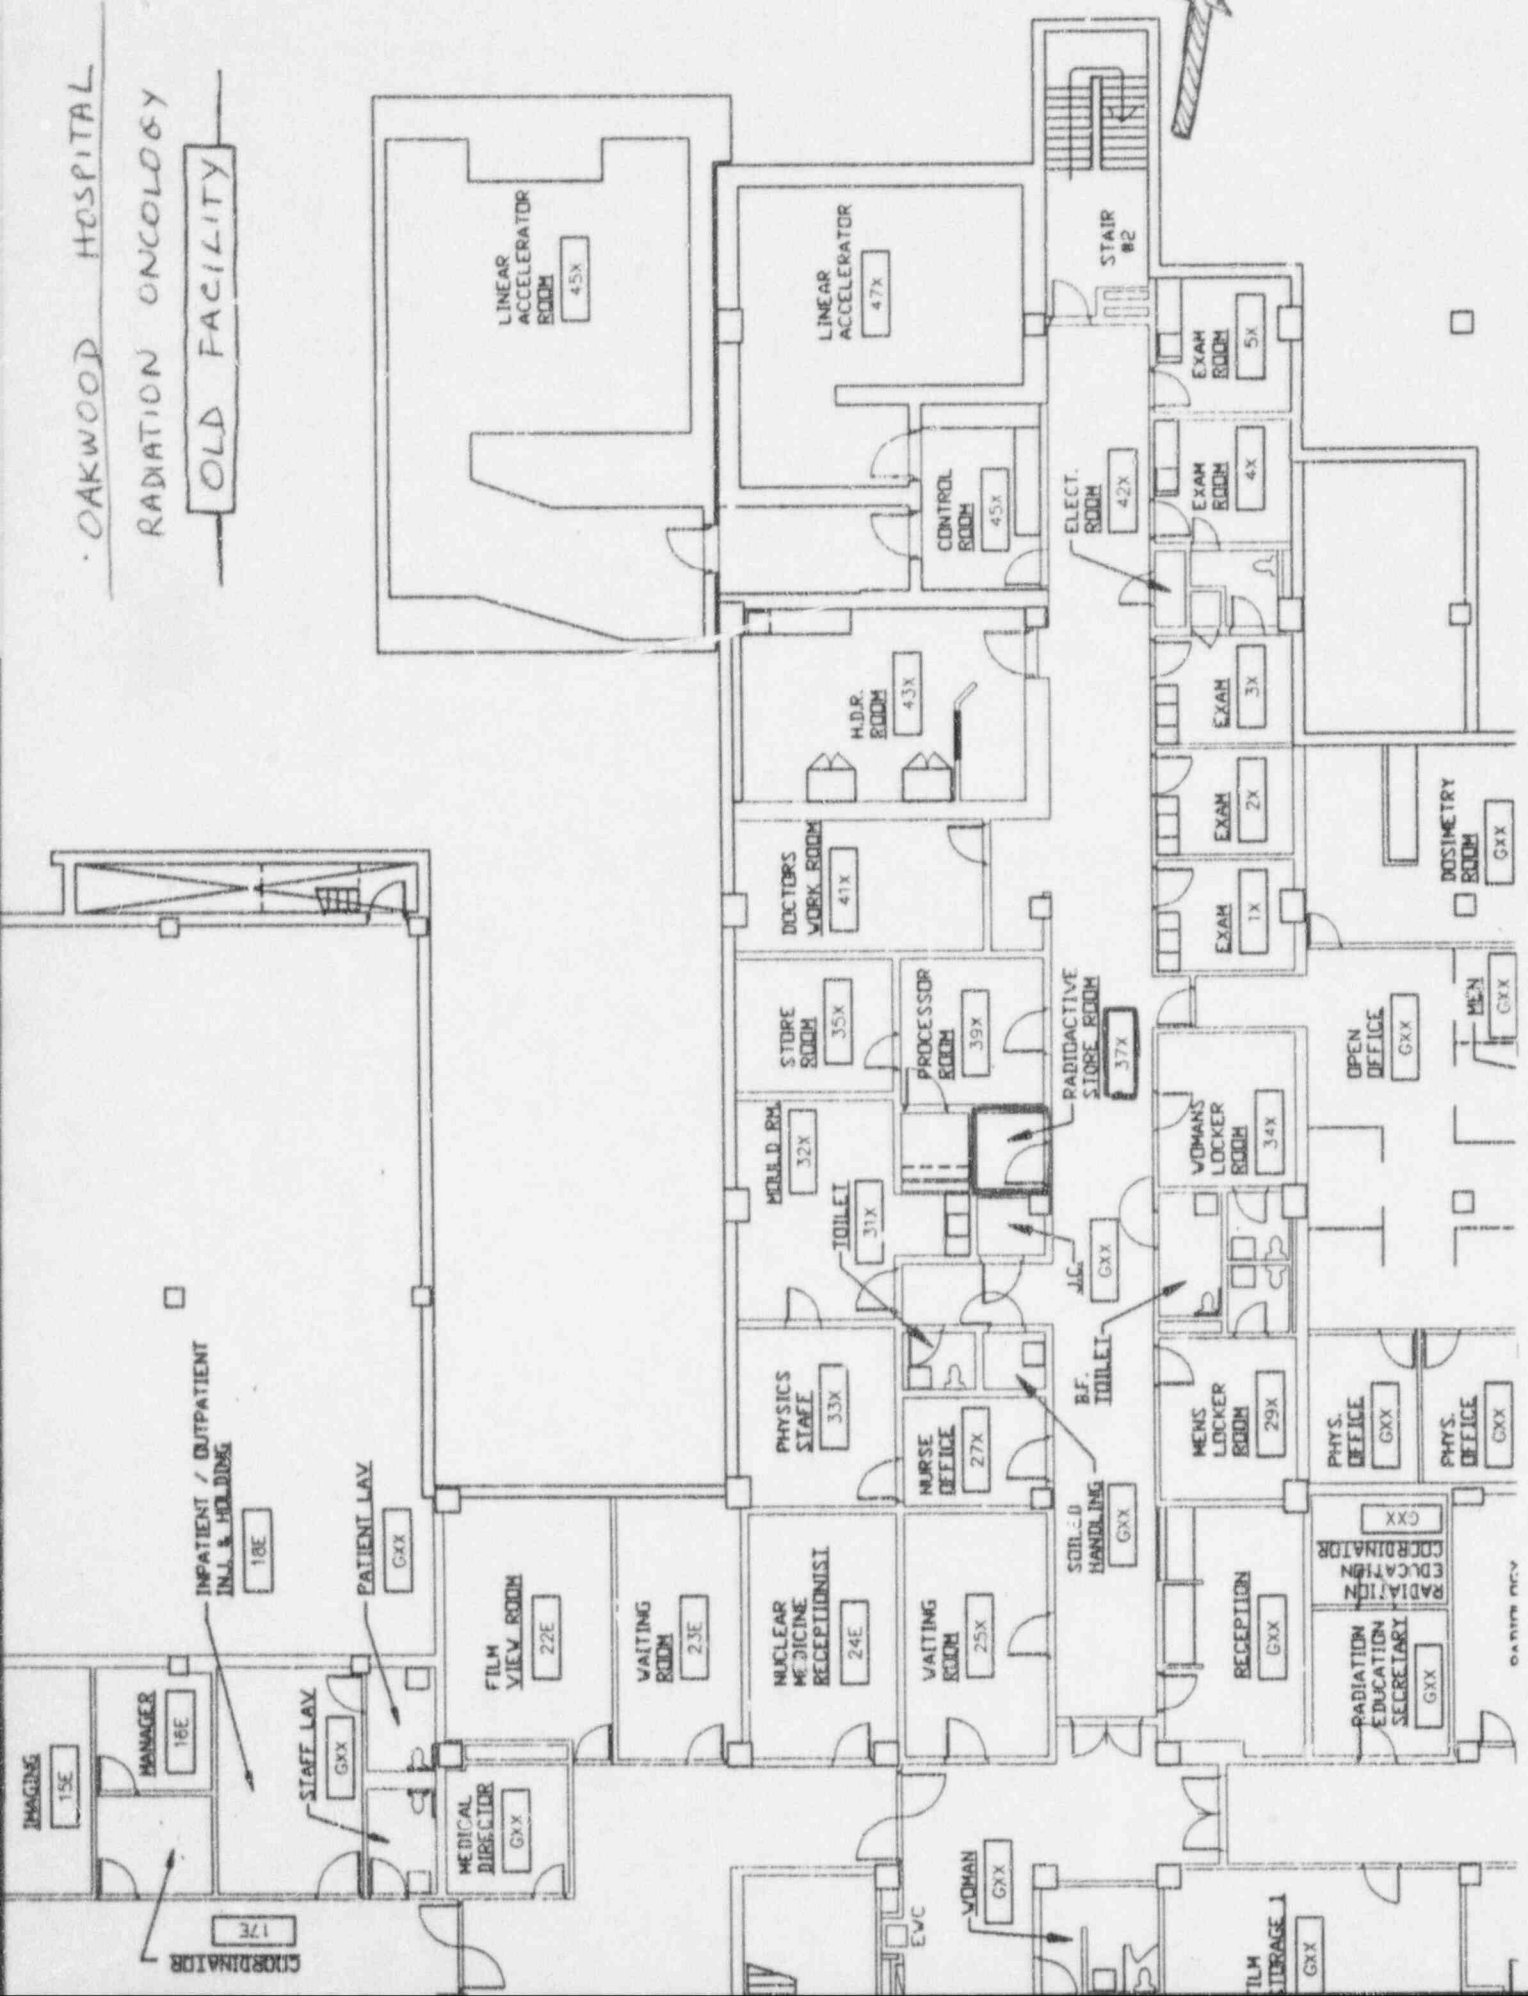 · OAKWOOD HOSPITAL
RADIATION ONCOLOGY
OLD FACILITY
LINEAR
ACCELERATOR
ROOM
45X
LINEAR
ACCELERATOR
47X
STAIR
#2
CONTROL
ROOM
45X
ELECT.
ROOM
42X
EXAM
ROOM
5X
EXAM
ROOM
4X
H.D.R.
ROOM
43X
EXAM
3X
EXAM
2X
EXAM
1X
DOSIMETRY
ROOM
GXX
DOCTORS
WORK ROOM
41X
STORE
ROOM
35X
PROCESSOR
ROOM
39X
RADIOACTIVE
STORE ROOM
37X
OPEN
OFFICE
GXX
MEN
GXX
MOULD RM.
32X
TOILET
31X
J.C.
GXX
WOMANS
LOCKER
ROOM
34X
B.F.
TOILET
PHYSICS
STAFF
33X
NURSE
OFFICE
27X
MENS
LOCKER
ROOM
29X
PHYS.
OFFICE
GXX
PHYS.
OFFICE
GXX
INPATIENT / OUTPATIENT
INJ. & HOLDING
18E
PATIENT LAV
GXX
FILM
VIEW ROOM
22E
WAITING
ROOM
23E
NUCLEAR
MEDICINE
RECEPTIONIST
24E
WAITING
ROOM
25X
SOILED
HANDLING
GXX
RECEPTION
GXX
RADIATION
EDUCATION
COORDINATOR
GXX
RADIATION
EDUCATION
SECRETARY
GXX
IMAGING
15E
MANAGER
16E
STAFF LAV
GXX
MEDICAL
DIRECTOR
GXX
COORDINATOR
17E
EWC
WOMAN
GXX
FILM
STORAGE 1
GXX